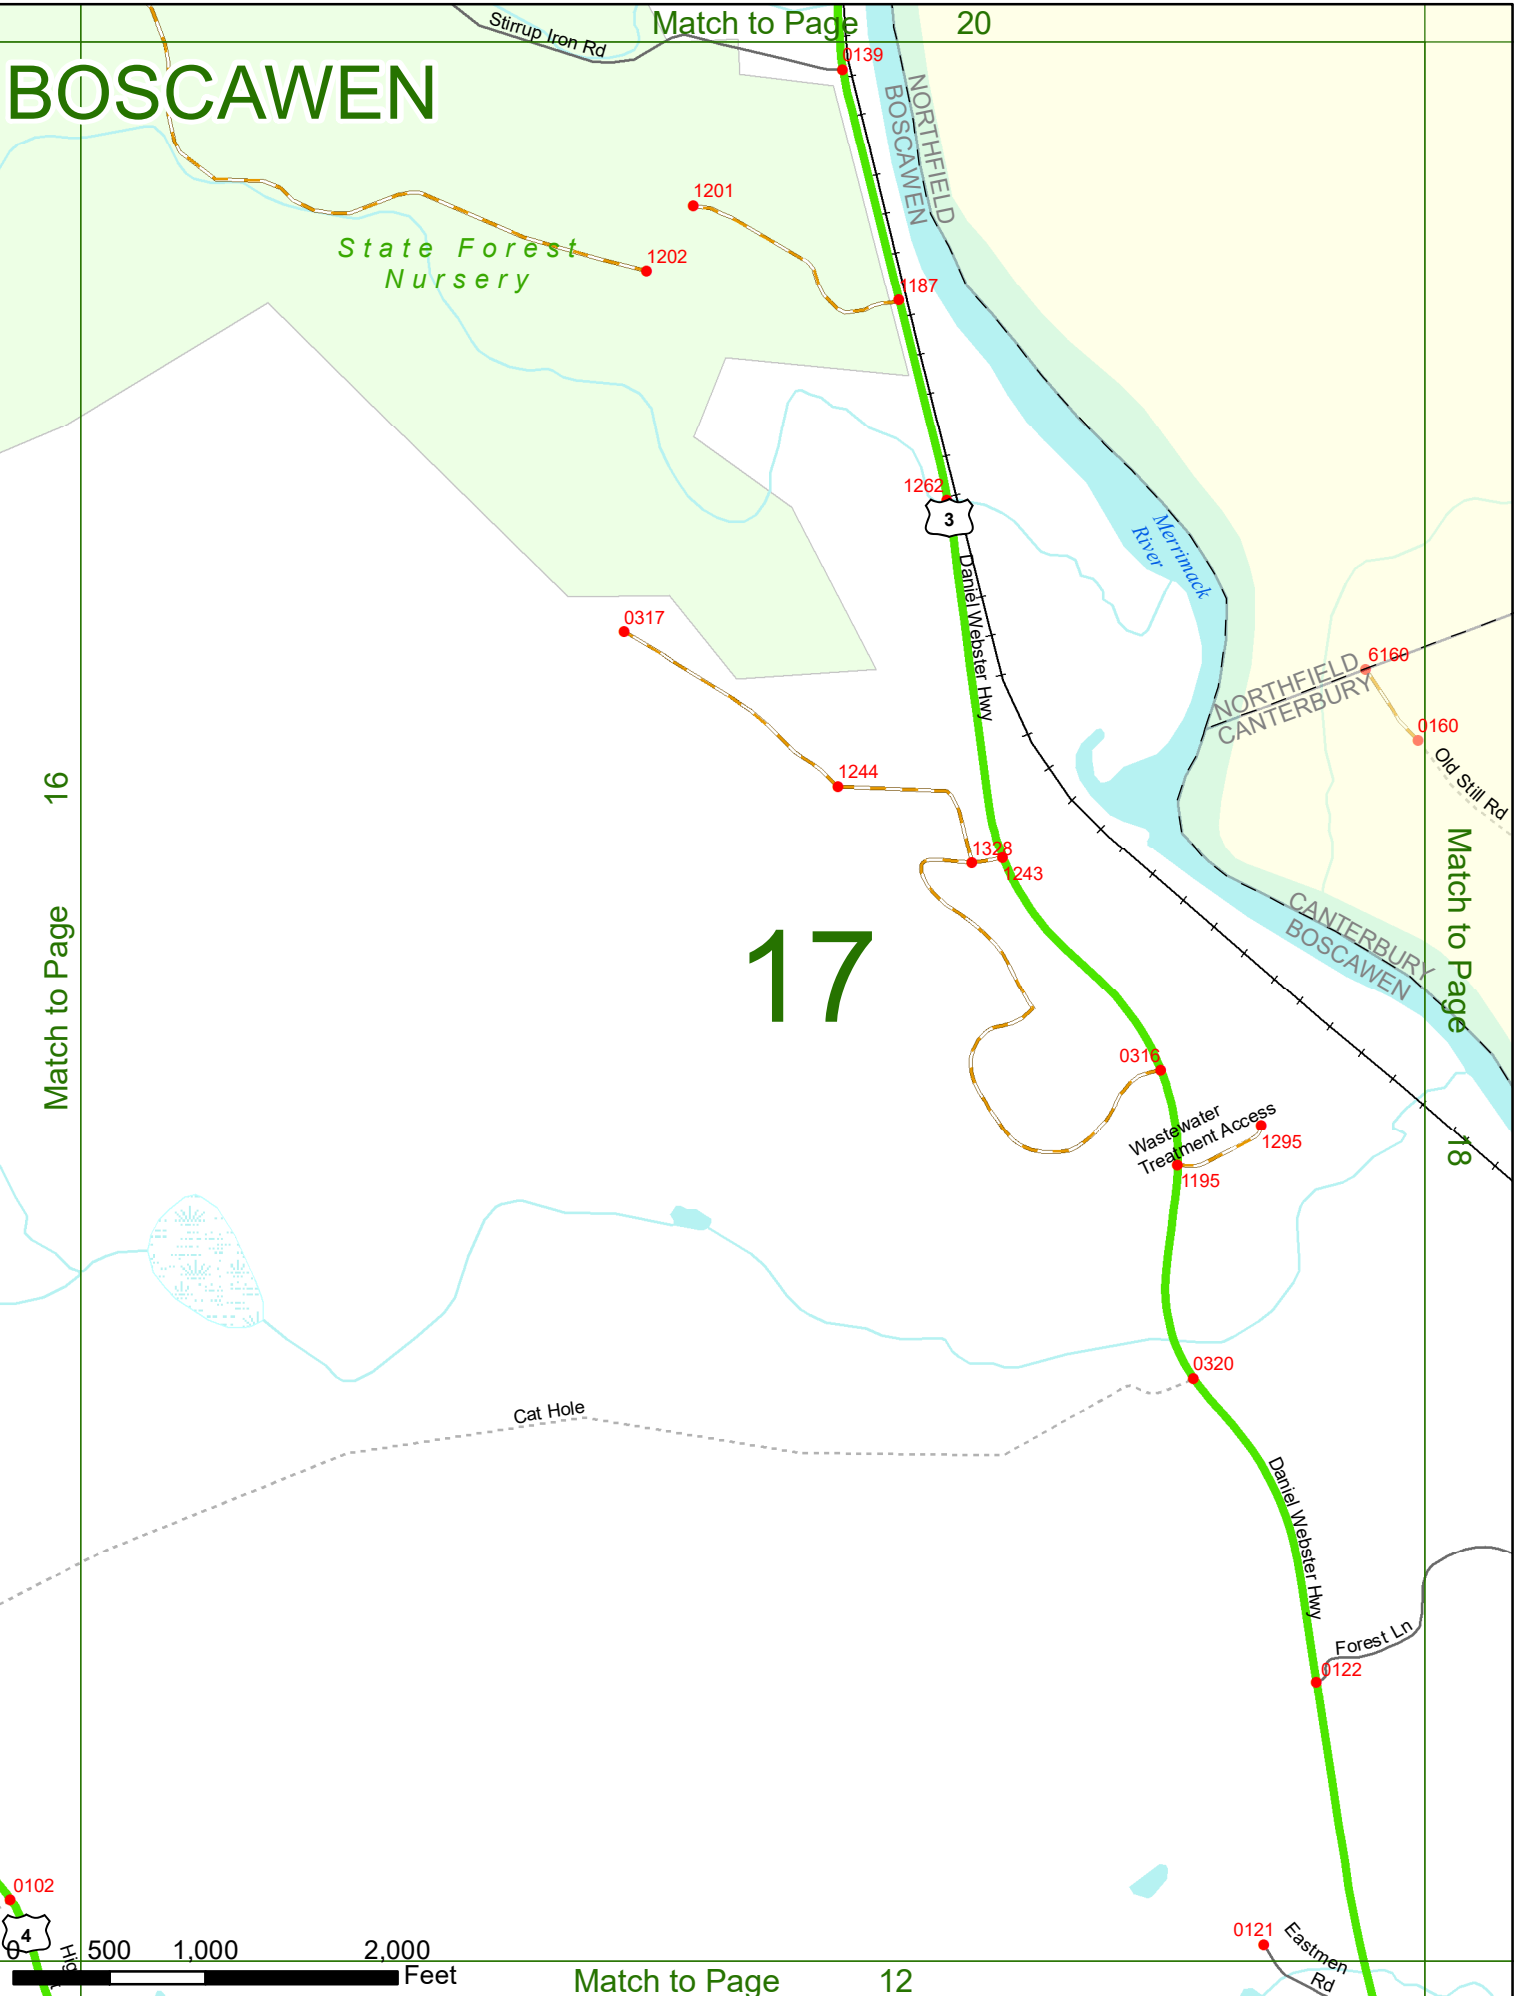 Match to Page 20
Stirrup Iron Rd
0139
BOSCAWEN
NORTHFIELD
BOSCAWEN
1201
State Forest
Nursery
1202
1187
1262
3
Merrimack
River
Daniel Webster Hwy
0317
6160
NORTHFIELD
CANTERBURY
0160
Old Still Rd
1244
16
Match to Page
1328
1243
Match to Page
18
CANTERBURY
BOSCAWEN
17
0316
Wastewater
Treatment Access
1295
1195
0320
Cat Hole
Daniel Webster Hwy
Forest Ln
0122
0102
4
0121
Eastmen
Rd
0 500 1,000 2,000
Feet
Match to Page 12